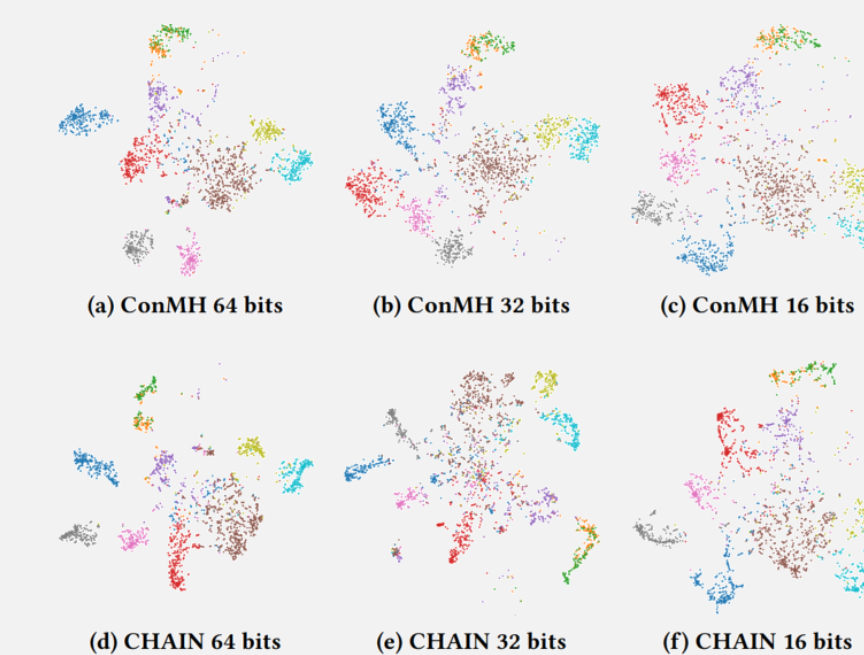 (a) ConMH 64 bits
(b) ConMH 32 bits
(c) ConMH 16 bits
(d) CHAIN 64 bits
(e) CHAIN 32 bits
(f) CHAIN 16 bits